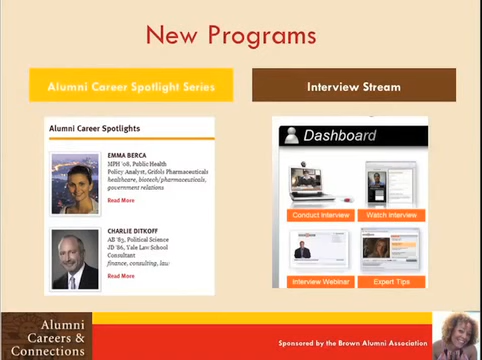 New Programs
Alumni Career Spotlight Series
Interview Stream
Alumni Career Spotlights
EMMA BERCA
MPH '08, Public Health
Policy Analyst, Grifols Pharmaceuticals
healthcare, biotech/pharmaceuticals,
government relations
Read More
CHARLIE DITKOFF
AB '83, Political Science
JD '86, Yale Law School
Consultant
finance, consulting, law
Read More
Dashboard
Conduct Interview
Watch Interview
Interview Webinar
Expert Tips
Alumni
Careers &
Connections
Sponsored by the Brown Alumni Association